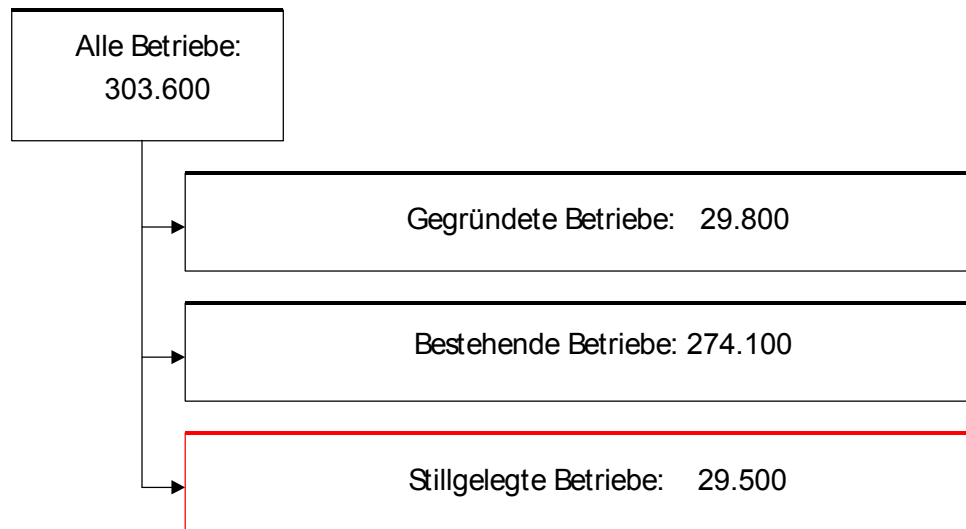 Alle Betriebe:
303.600
Gegründete Betriebe: 29.800
Bestehende Betriebe: 274.100
Stillgelegte Betriebe: 29.500